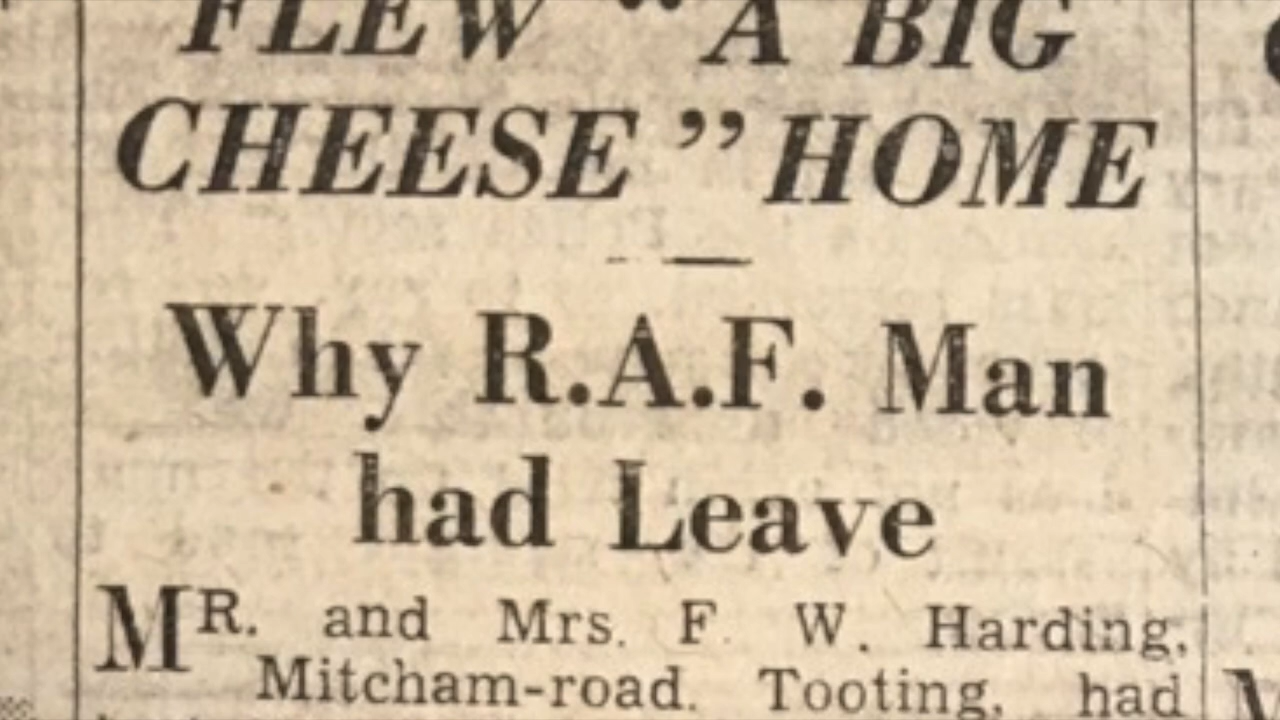 FLEW "A BIG
CHEESE" HOME
Why R.A.F. Man
had Leave
MR. and Mrs. F. W. Harding,
Mitcham-road, Tooting, had